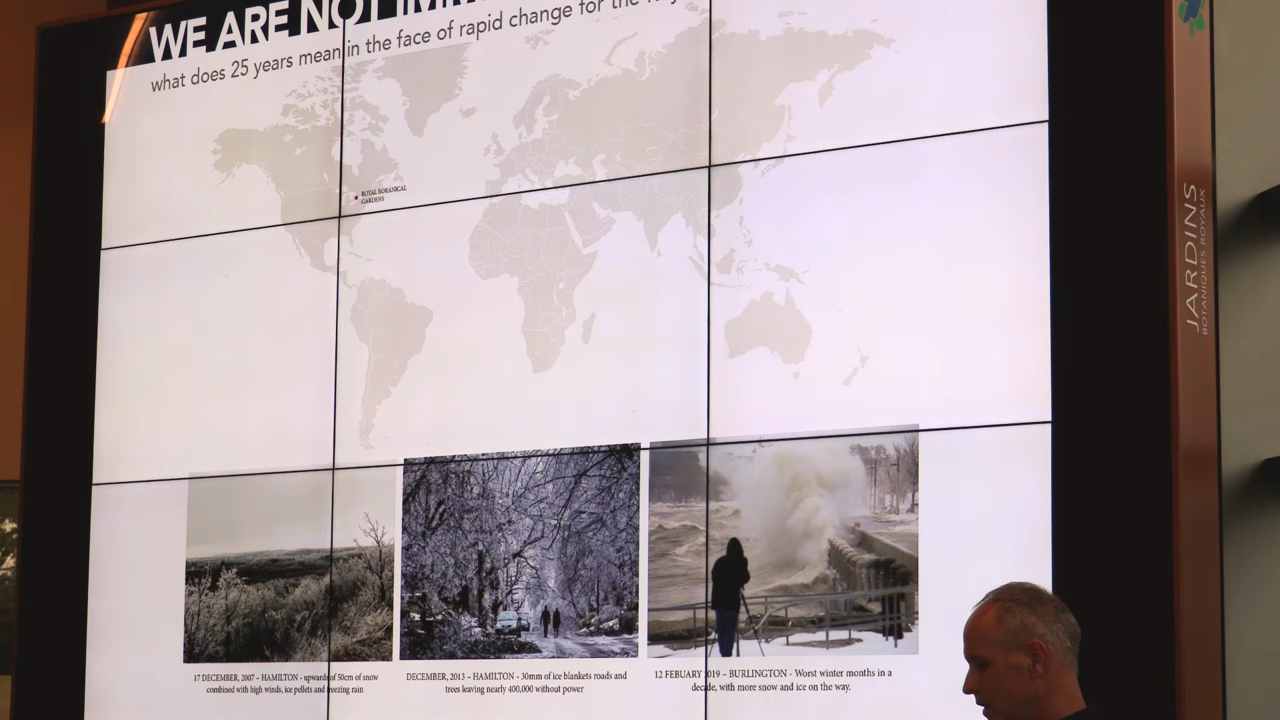 WE ARE NOT
what does 25 years mean in the face of rapid change for the
ROYAL BORANICAL
GARDENS
JARDINS
BOTANIQUES ROYAUX
17 DECEMBER, 2007 – HAMILTON - upwards of 50cm of snow
combined with high winds, ice pellets and freezing rain
DECEMBER, 2013 – HAMILTON - 30mm of ice blankets roads and
trees leaving nearly 400,000 without power
12 FEBUARY 2019 – BURLINGTON - Worst winter months in a
decade, with more snow and ice on the way.